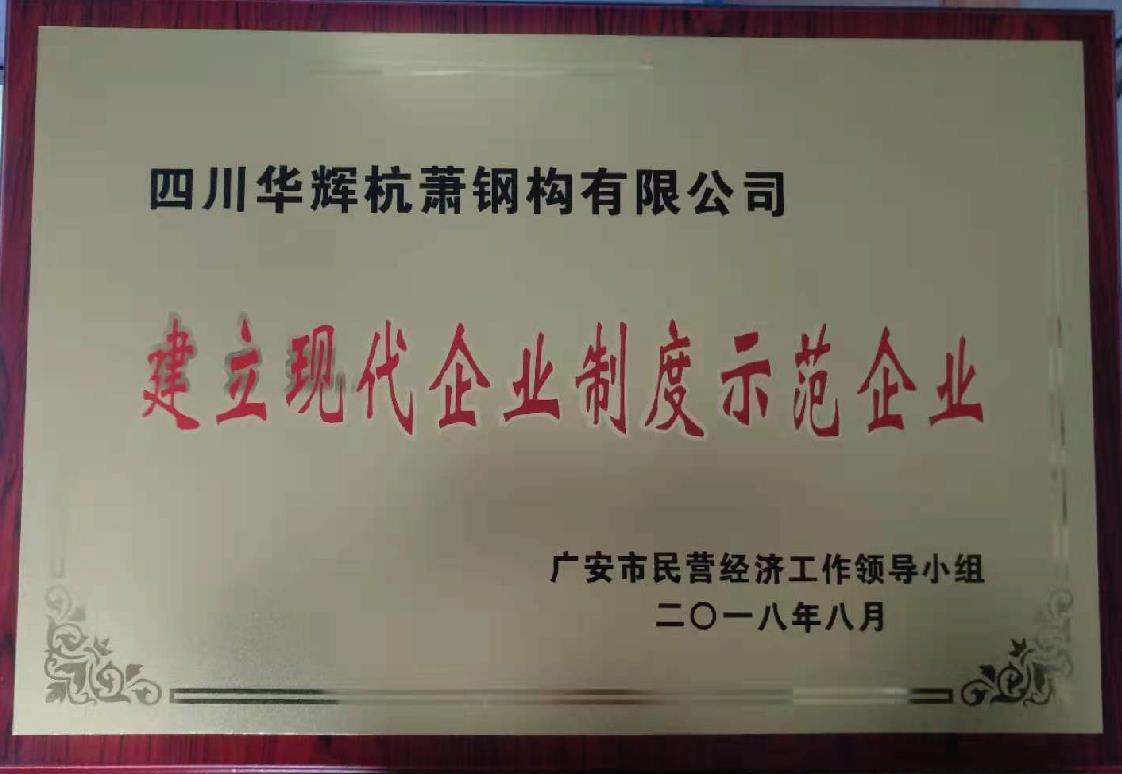 四川华辉杭萧钢构有限公司
建立现代企业制度示范企业
广安市民营经济工作领导小组
二〇一八年八月